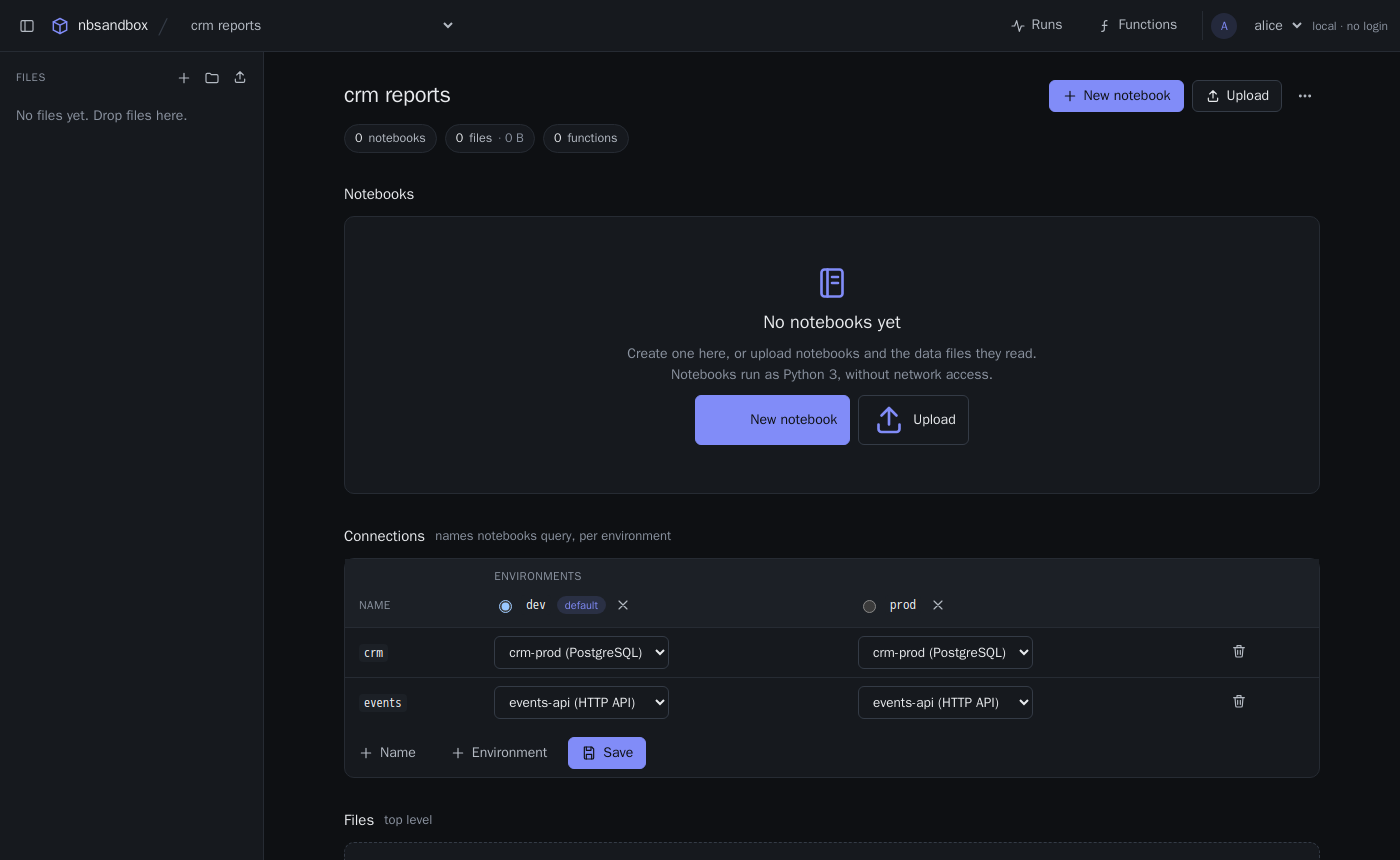 nbsandbox / crm reports
Runs
Functions
A
alice
local · no login
FILES
No files yet. Drop files here.
crm reports
New notebook
Upload
0 notebooks
0 files · 0 B
0 functions
Notebooks
No notebooks yet
Create one here, or upload notebooks and the data files they read.
Notebooks run as Python 3, without network access.
New notebook
Upload
Connections names notebooks query, per environment
ENVIRONMENTS
NAME
dev default
prod
crm
crm-prod (PostgreSQL)
crm-prod (PostgreSQL)
events
events-api (HTTP API)
events-api (HTTP API)
Name
Environment
Save
Files top level